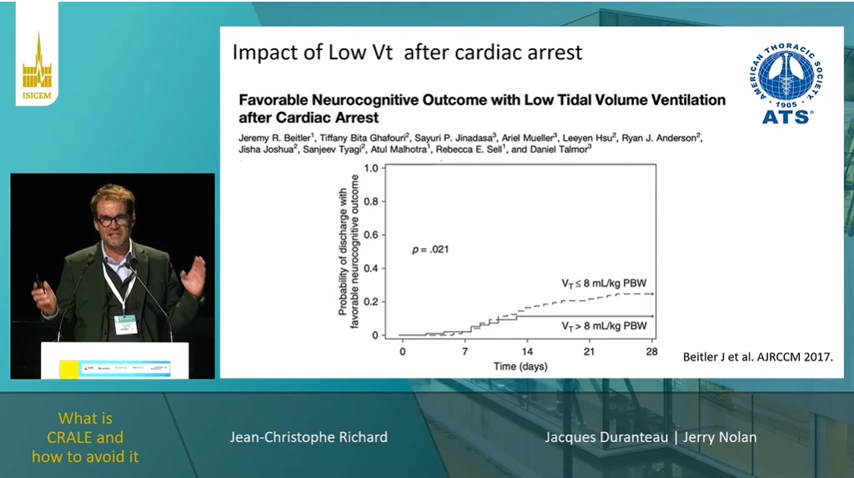 ISICEM
Impact of Low Vt after cardiac arrest
AMERICAN THORACIC SOCIETY
1905
ATS®
Favorable Neurocognitive Outcome with Low Tidal Volume Ventilation
after Cardiac Arrest
Jeremy R. Beitler1, Tiffany Bita Ghafouri2, Sayuri P. Jinadasa3, Ariel Mueller3, Leeyen Hsu2, Ryan J. Anderson2,
Jisha Joshua2, Sanjeev Tyagi2, Atul Malhotra1, Rebecca E. Sell1, and Daniel Talmor3
Probability of discharge with
favorable neurocognitive outcome
1.0
0.8
0.6
0.4
0.2
0
p = .021
VT ≤ 8 mL/kg PBW
VT > 8 mL/kg PBW
0 7 14 21 28
Time (days)
Beitler J et al. AJRCCM 2017.
What is
CRALE and
how to avoid it
Jean-Christophe Richard
Jacques Duranteau | Jerry Nolan